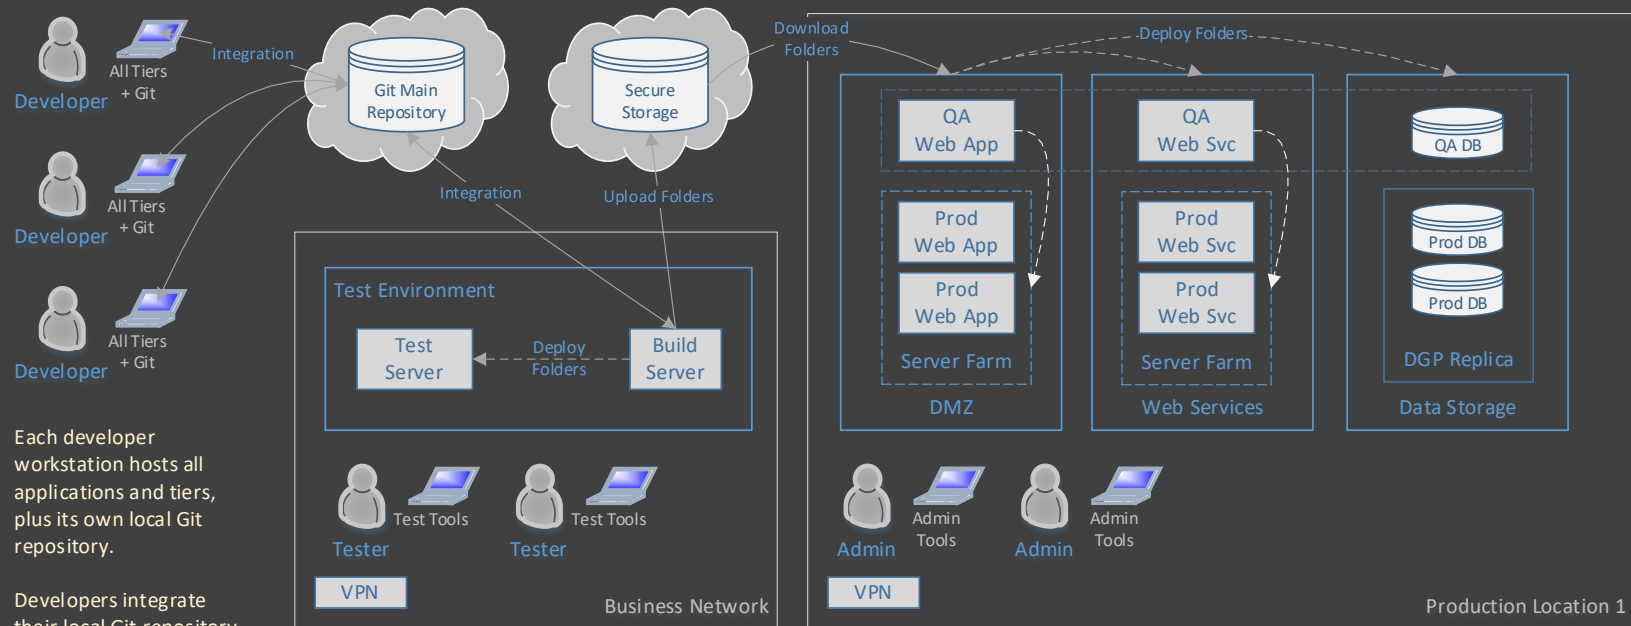 All Tiers
+ Git
Developer
All Tiers
+ Git
Developer
All Tiers
+ Git
Developer
Each developer
workstation hosts all
applications and tiers,
plus its own local Git
repository.
Developers integrate
their local Git repository
Integration
Git Main
Repository
Secure
Storage
Integration
Upload Folders
Download
Folders
Deploy Folders
Test Environment
Test
Server
Deploy
Folders
Build
Server
Test Tools
Tester
Test Tools
Tester
VPN
Business Network
QA
Web App
Prod
Web App
Prod
Web App
Server Farm
DMZ
QA
Web Svc
Prod
Web Svc
Prod
Web Svc
Server Farm
Web Services
QA DB
Prod DB
Prod DB
DGP Replica
Data Storage
Admin
Tools
Admin
Admin
Tools
Admin
VPN
Production Location 1